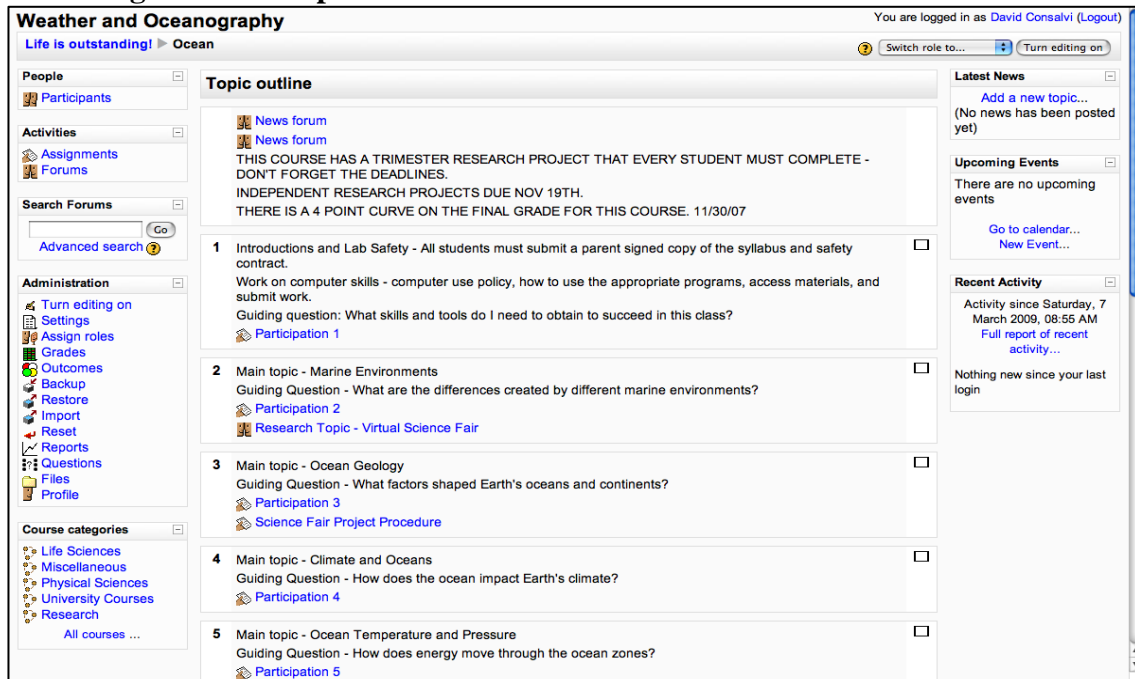 Weather and Oceanography
You are logged in as David Consalvi (Logout)
Life is outstanding! ▶ Ocean
Switch role to...
Turn editing on
People
Participants
Activities
Assignments
Forums
Search Forums
Go
Advanced search
Administration
Turn editing on
Settings
Assign roles
Grades
Outcomes
Backup
Restore
Import
Reset
Reports
Questions
Files
Profile
Course categories
Life Sciences
Miscellaneous
Physical Sciences
University Courses
Research
All courses ...
Topic outline
News forum
News forum
THIS COURSE HAS A TRIMESTER RESEARCH PROJECT THAT EVERY STUDENT MUST COMPLETE -
DON'T FORGET THE DEADLINES.
INDEPENDENT RESEARCH PROJECTS DUE NOV 19TH.
THERE IS A 4 POINT CURVE ON THE FINAL GRADE FOR THIS COURSE. 11/30/07
1 Introductions and Lab Safety - All students must submit a parent signed copy of the syllabus and safety
contract.
Work on computer skills - computer use policy, how to use the appropriate programs, access materials, and
submit work.
Guiding question: What skills and tools do I need to obtain to succeed in this class?
Participation 1
2 Main topic - Marine Environments
Guiding Question - What are the differences created by different marine environments?
Participation 2
Research Topic - Virtual Science Fair
3 Main topic - Ocean Geology
Guiding Question - What factors shaped Earth's oceans and continents?
Participation 3
Science Fair Project Procedure
4 Main topic - Climate and Oceans
Guiding Question - How does the ocean impact Earth's climate?
Participation 4
5 Main topic - Ocean Temperature and Pressure
Guiding Question - How does energy move through the ocean zones?
Participation 5
Latest News
Add a new topic...
(No news has been posted
yet)
Upcoming Events
There are no upcoming
events
Go to calendar...
New Event...
Recent Activity
Activity since Saturday, 7
March 2009, 08:55 AM
Full report of recent
activity...
Nothing new since your last
login